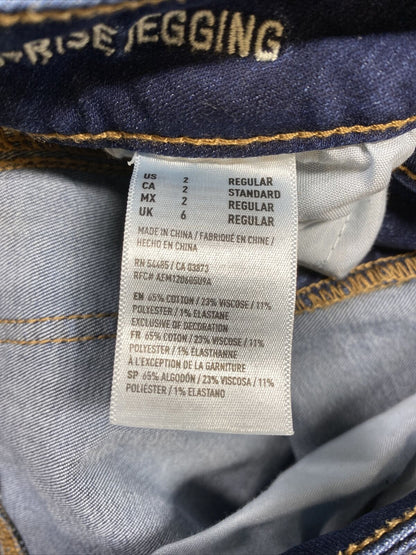 -RISE JEGGING
US 2 REGULAR
CA 2 STANDARD
MX 2 REGULAR
UK 6 REGULAR
MADE IN CHINA / FABRIQUÉ EN CHINE /
HECHO EN CHINA
RN 54485 / CA 03873
RFC# AEMT2060SU9A
EN 65% COTTON / 23% VISCOSE / 11%
POLYESTER / 1% ELASTANE
EXCLUSIVE OF DECORATION
FR 65% COTON / 23% VISCOSE / 11%
POLYESTER / 1% ÉLASTHANNE
À L'EXCEPTION DE LA GARNITURE
SP 65% ALGODÓN / 23% VISCOSA / 11%
POLIÉSTER / 1% ELASTANO